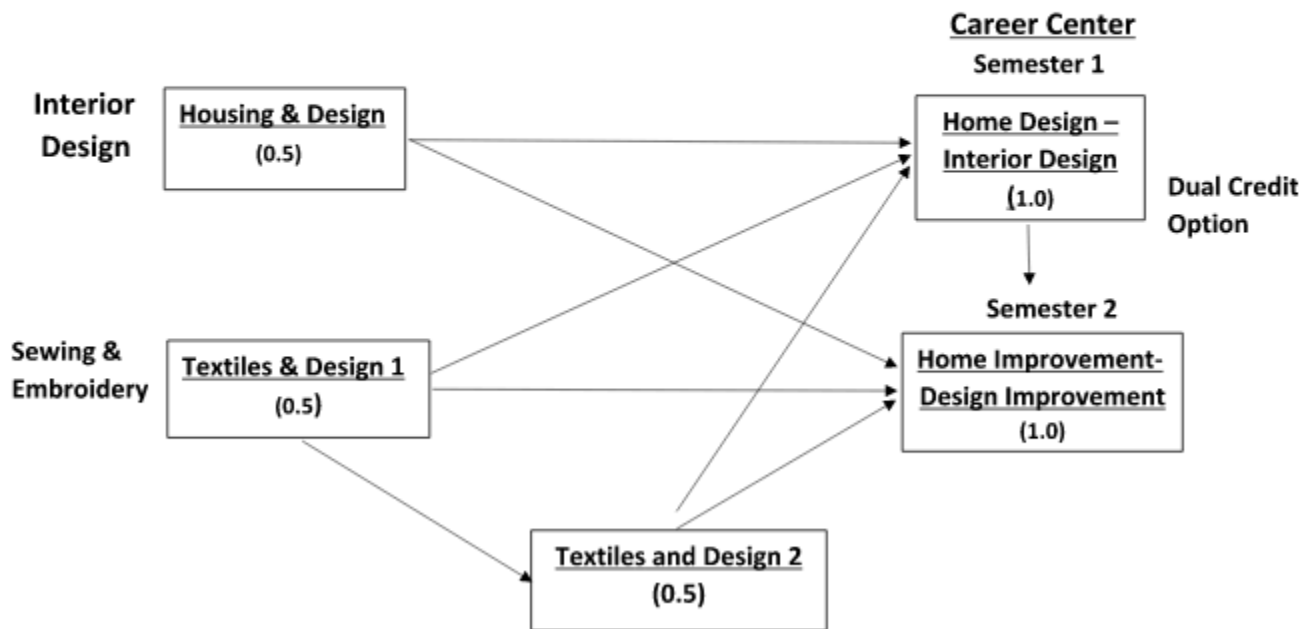 Career Center
Semester 1
Interior
Design
Housing & Design
(0.5)
Home Design –
Interior Design
(1.0)
Dual Credit
Option
Semester 2
Sewing &
Embroidery
Textiles & Design 1
(0.5)
Home Improvement-
Design Improvement
(1.0)
Textiles and Design 2
(0.5)